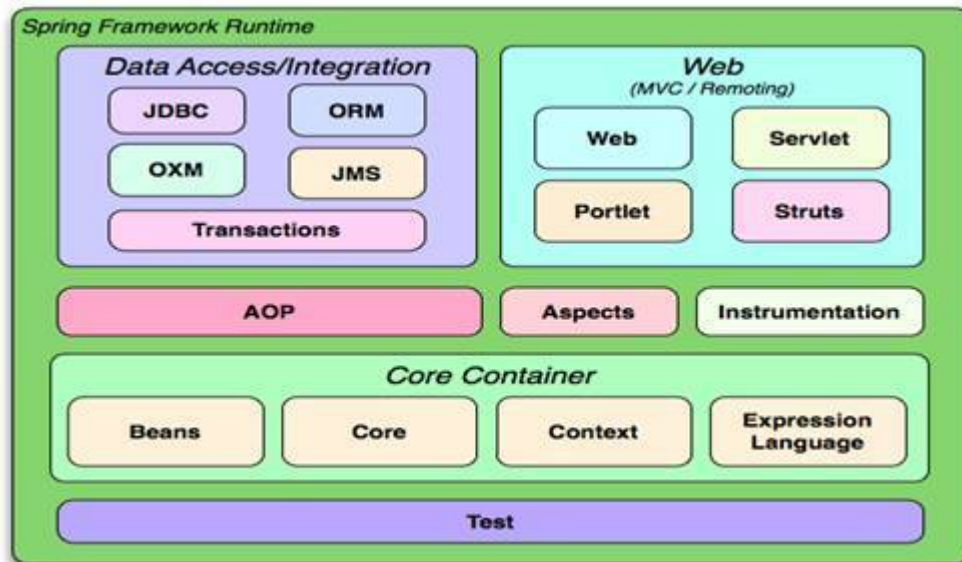 Spring Framework Runtime
Data Access/Integration
JDBC
ORM
OXM
JMS
Transactions
Web
(MVC / Remoting)
Web
Servlet
Portlet
Struts
AOP
Aspects
Instrumentation
Core Container
Beans
Core
Context
Expression
Language
Test